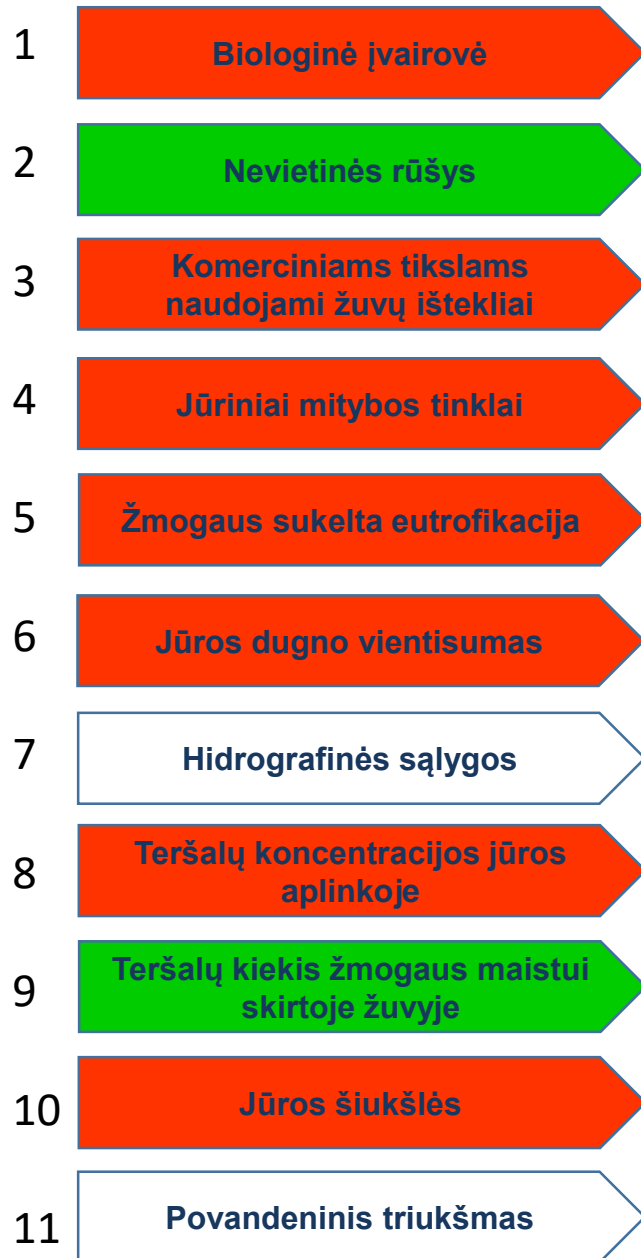 1
Biologinė įvairovė
2
Nevietinės rūšys
3
Komerciniams tikslams
naudojami žuvų ištekliai
4
Jūriniai mitybos tinklai
5
Žmogaus sukelta eutrofikacija
6
Jūros dugno vientisumas
7
Hidrografinės sąlygos
8
Teršalų koncentracijos jūros
aplinkoje
9
Teršalų kiekis žmogaus maistui
skirtoje žuvyje
10
Jūros šiukšlės
11
Povandeninis triukšmas